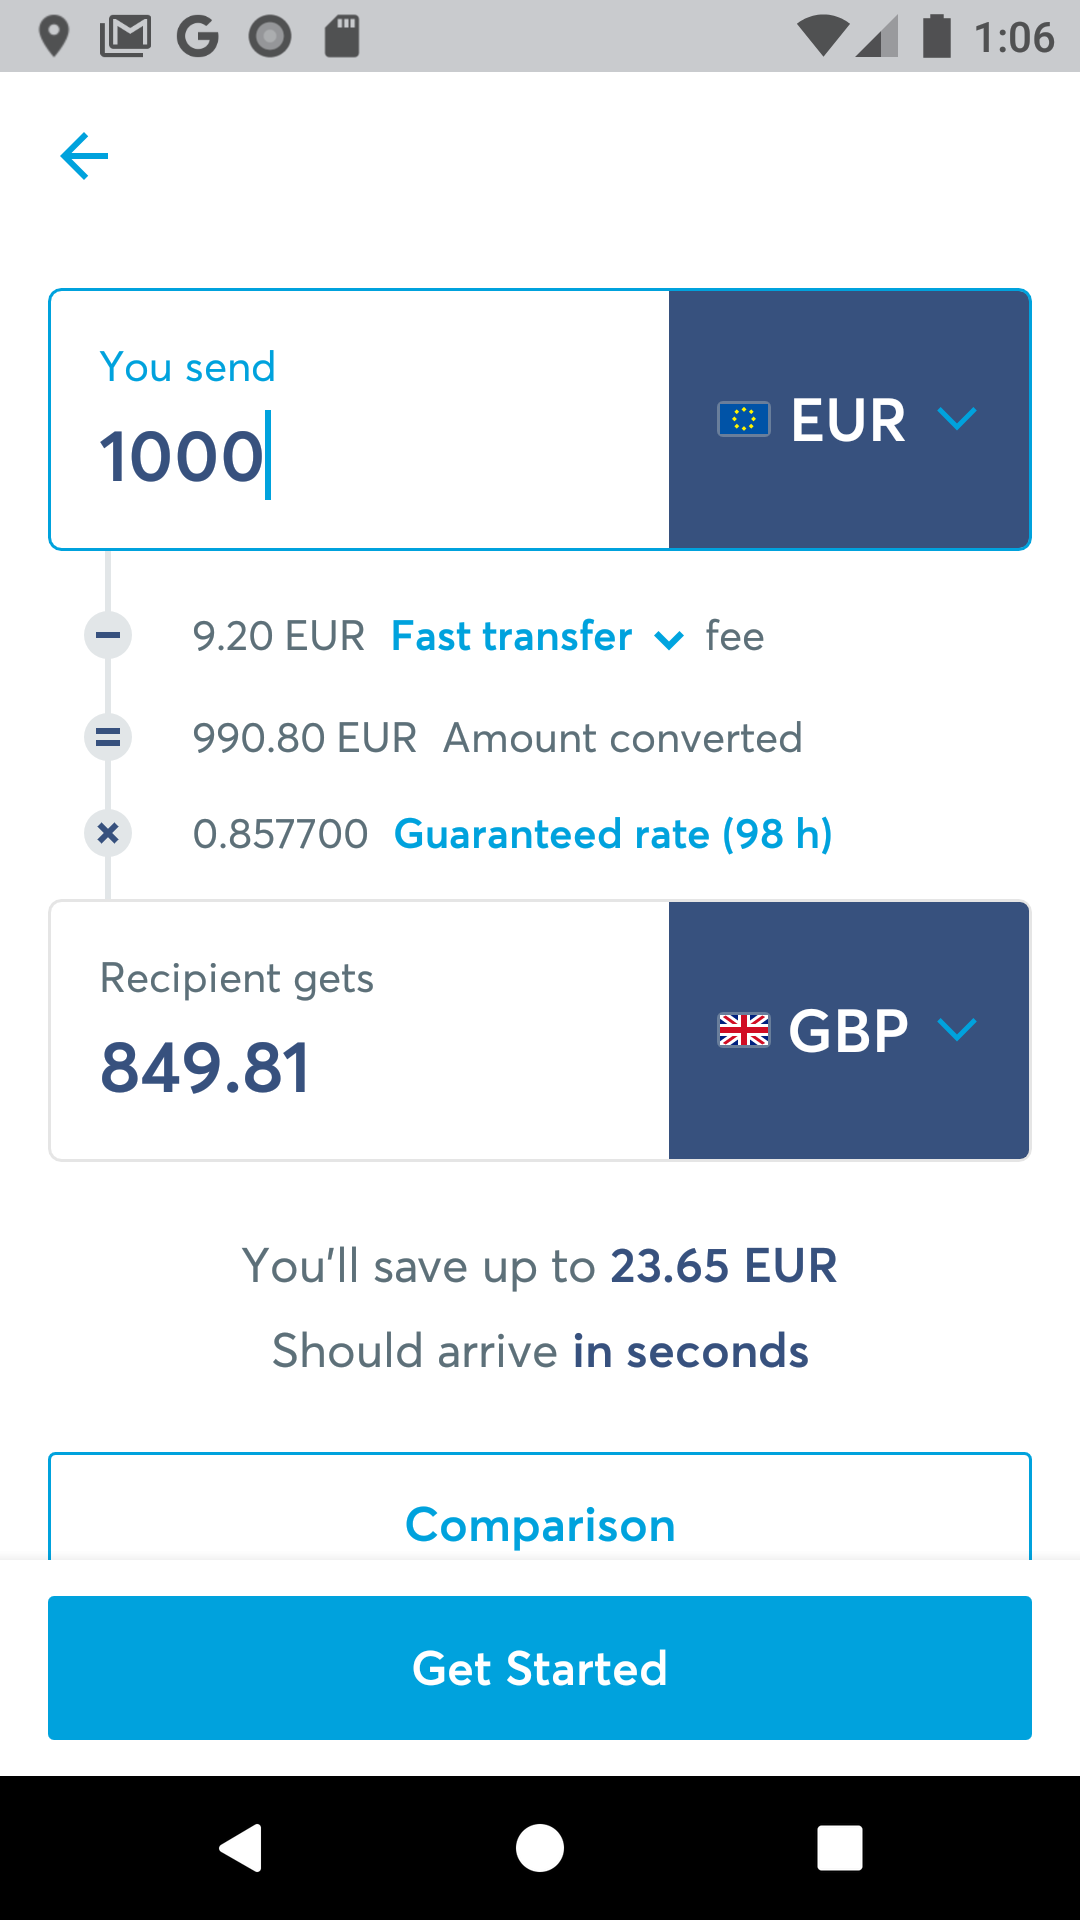 1:06
You send
1000
EUR
9.20 EUR Fast transfer fee
990.80 EUR Amount converted
0.857700 Guaranteed rate (98 h)
Recipient gets
849.81
GBP
You'll save up to 23.65 EUR
Should arrive in seconds
Comparison
Get Started